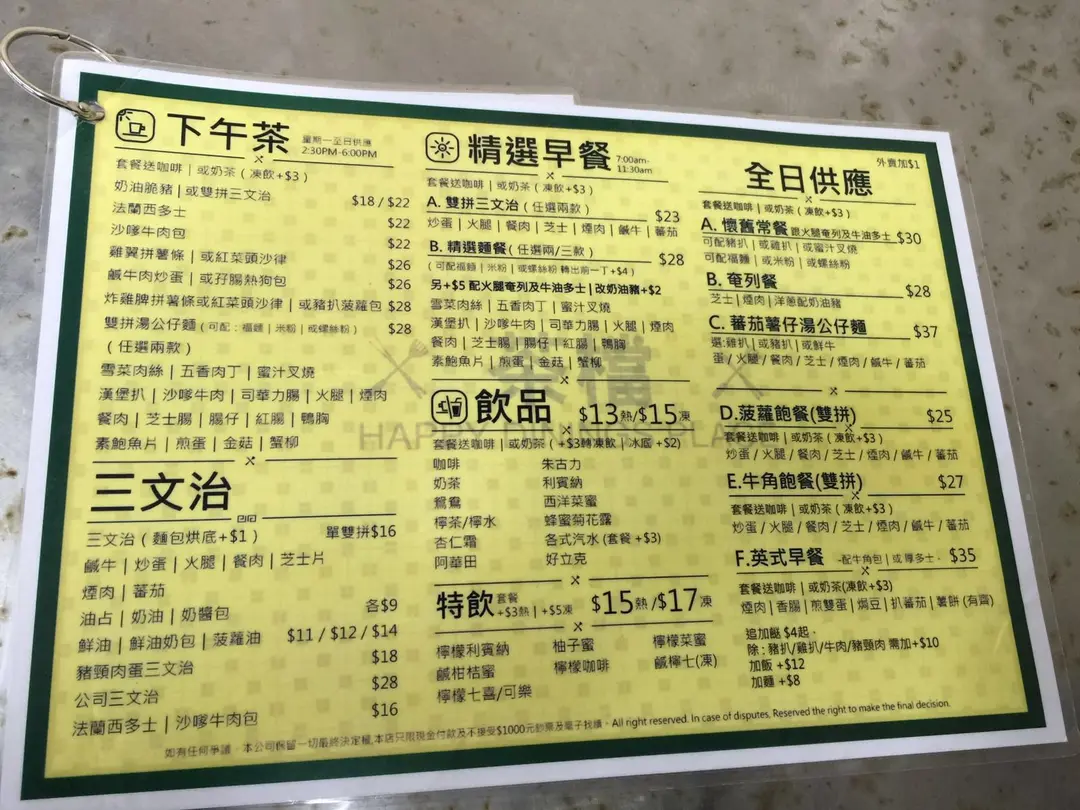 下午茶 星期一至日供應
2:30PM-6:00PM
套餐送咖啡 | 或奶茶 ( 凍飲+$3 )
奶油脆豬 | 或雙拼三文治 $18 / $22
法蘭西多士 $22
沙嗲牛肉包 $22
雞翼拼薯條 | 或紅菜頭沙律 $26
鹹牛肉炒蛋 | 或孖腸熱狗包 $26
炸雞髀拼薯條或紅菜頭沙律 | 或豬扒菠蘿包 $28
雙拼湯公仔麵 ( 可配 : 福麵 | 米粉 | 或螺絲粉 ) $28
( 任選兩款 )
雪菜肉絲 | 五香肉丁 | 蜜汁叉燒
漢堡扒 | 沙嗲牛肉 | 司華力腸 | 火腿 | 煙肉
餐肉 | 芝士腸 | 腸仔 | 紅腸 | 鴨胸
素鮑魚片 | 煎蛋 | 金菇 | 蟹柳
三文治
三文治 ( 麵包烘底+$1 ) 單雙拼$16
鹹牛 | 炒蛋 | 火腿 | 餐肉 | 芝士片
煙肉 | 蕃茄
油占 | 奶油 | 奶醬包 各$9
鮮油 | 鮮油奶包 | 菠蘿油 $11 / $12 / $14
豬頸肉蛋三文治 $18
公司三文治 $28
法蘭西多士 | 沙嗲牛肉包 $16
精選早餐 7:00am-
11:30am
套餐送咖啡 | 或奶茶 ( 凍飲+$3 )
A. 雙拼三文治 ( 任選兩款 ) $23
炒蛋 | 火腿 | 餐肉 | 芝士 | 煙肉 | 鹹牛 | 蕃茄
B. 精選麵餐 ( 任選兩/三款 ) $28
( 可配福麵 | 米粉 | 或螺絲粉 轉出前一丁+$4 )
另+$5 配火腿奄列及牛油多士 | 改奶油豬+$2
雪菜肉絲 | 五香肉丁 | 蜜汁叉燒
漢堡扒 | 沙嗲牛肉 | 司華力腸 | 火腿 | 煙肉
餐肉 | 芝士腸 | 腸仔 | 紅腸 | 鴨胸
素鮑魚片 | 煎蛋 | 金菇 | 蟹柳
飲品 $13熱/$15凍
套餐送咖啡 | 或奶茶 ( +$3轉凍飲 | 冰底 +$2)
咖啡 朱古力
奶茶 利賓納
鴛鴦 西洋菜蜜
檸茶/檸水 蜂蜜菊花露
杏仁霜 各式汽水 (套餐 +$3)
阿華田 好立克
特飲 套餐
+$3熱 | +$5凍 $15熱/$17凍
檸檬利賓納 柚子蜜 檸檬菜蜜
鹹柑桔蜜 檸檬咖啡 鹹檸七(凍)
檸檬七喜/可樂
外賣加$1
全日供應
套餐送咖啡 | 或奶茶 ( 凍飲+$3 )
A. 懷舊常餐 跟火腿奄列及牛油多士 $30
可配豬扒 | 或雞扒 | 或蜜汁叉燒
可配福麵 | 或米粉 | 或螺絲粉
B. 奄列餐 $28
芝士 | 煙肉 | 洋蔥配奶油豬
C. 蕃茄薯仔湯公仔麵 $37
選:雞扒 | 或豬扒 | 或鮮牛
蛋 / 火腿 / 餐肉 / 芝士 / 煙肉 / 鹹牛 / 蕃茄
D.菠蘿飽餐(雙拼) $25
套餐送咖啡 | 或奶茶 ( 凍飲+$3 )
炒蛋 / 火腿 / 餐肉 / 芝士 / 煙肉 / 鹹牛 / 蕃茄
E.牛角飽餐(雙拼) $27
套餐送咖啡 | 或奶茶 ( 凍飲+$3 )
炒蛋 / 火腿 / 餐肉 / 芝士 / 煙肉 / 鹹牛 / 蕃茄
F.英式早餐 -配牛角包 | 或厚多士- $35
套餐送咖啡 | 或奶茶(凍飲+$3)
煙肉 | 香腸 | 煎雙蛋 | 焗豆 | 扒蕃茄 | 薯餅 (有齋)
追加餸 $4起 ,
除 : 豬扒/雞扒/牛肉/豬頸肉 需加+$10
加飯 +$12
加麵 +$8
如有任何爭議，本公司保留一切最終決定權,本店只限現金付款及不接受$1000元鈔票及電子找續。All right reserved. In case of disputes, Reserved the right to make the final decision.